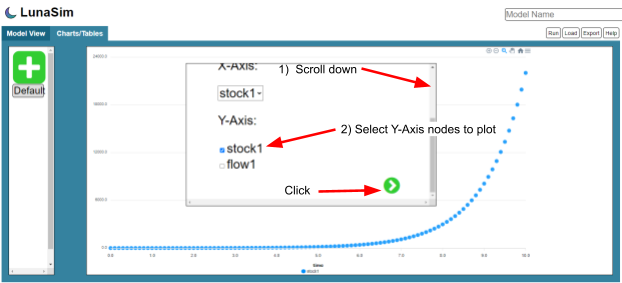 LunaSim
Model Name
Model View Charts/Tables
Run Load Export Help
Default
X-Axis:
1) Scroll down
stock1
Y-Axis:
2) Select Y-Axis nodes to plot
stock1
flow1
Click
24000.0
18000.0
12000.0
6000.0
0.0
0.0 1.0 2.0 3.0 4.0 5.0 6.0 7.0 8.0 9.0 10.0
time
stock1